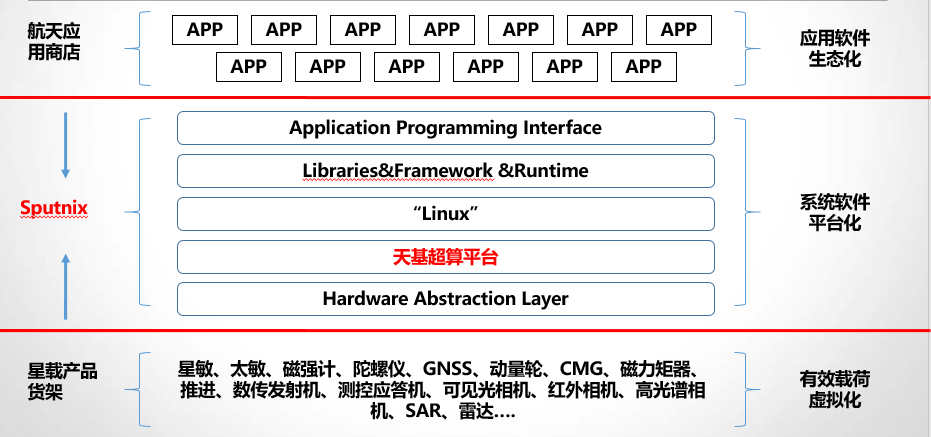 航天应
用商店
APP APP APP APP APP APP APP
APP APP APP APP APP APP
应用软件
生态化
Sputnix
Application Programming Interface
Libraries&Framework &Runtime
“Linux”
天基超算平台
Hardware Abstraction Layer
系统软件
平台化
星载产品
货架
星敏、太敏、磁强计、陀螺仪、GNSS、动量轮、CMG、磁力矩器、
推进、数传发射机、测控应答机、可见光相机、红外相机、高光谱相
机、SAR、雷达….
有效载荷
虚拟化